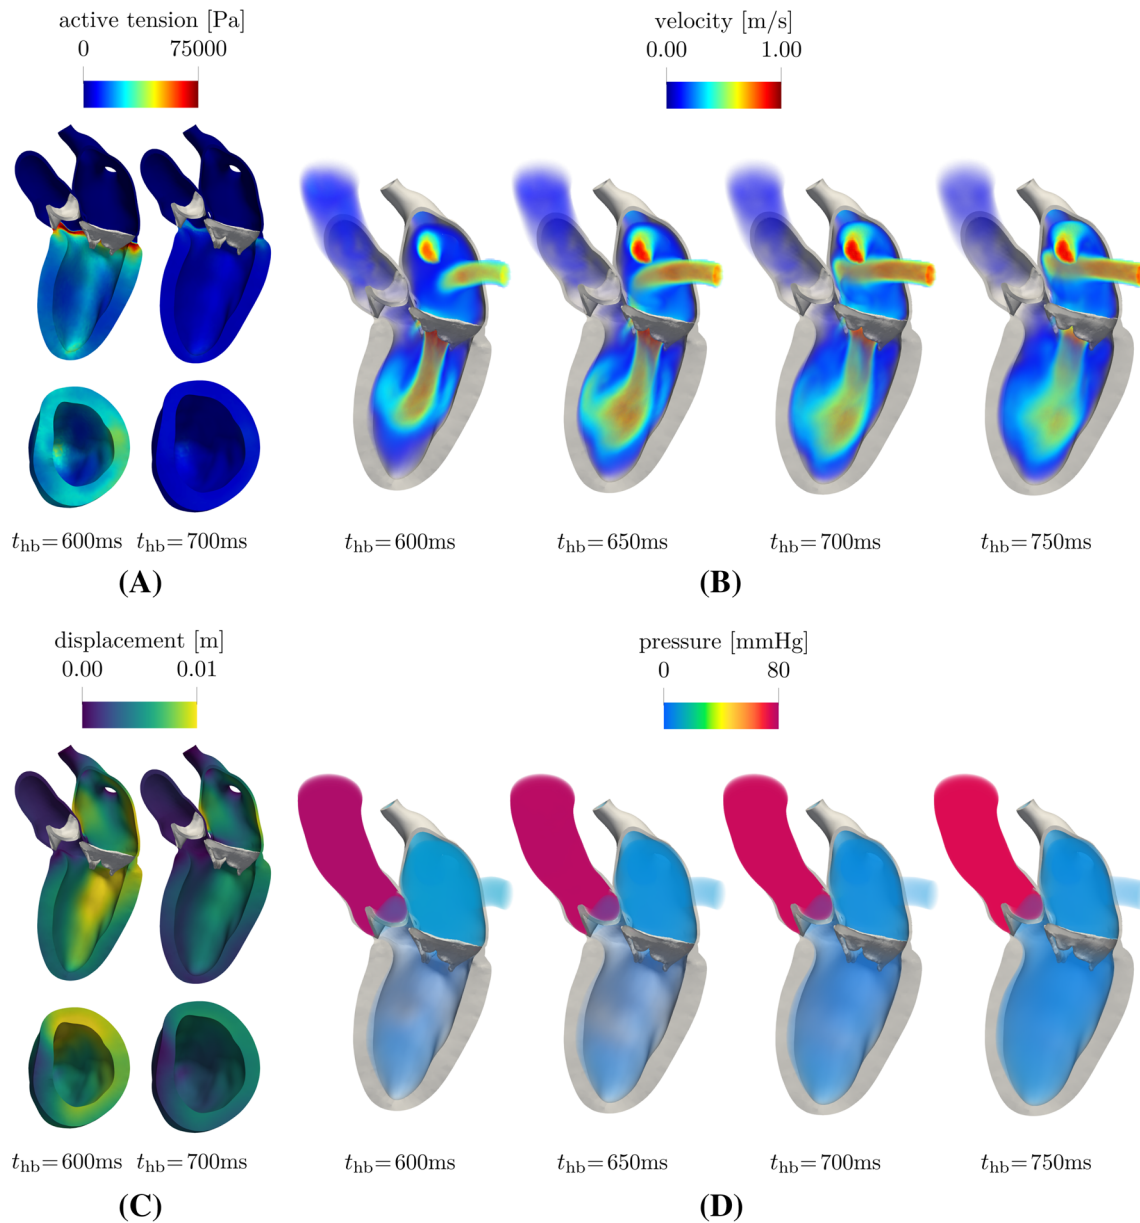 active tension [Pa]
0 75000
velocity [m/s]
0.00 1.00
t_hb=600ms t_hb=700ms
t_hb=600ms t_hb=650ms t_hb=700ms t_hb=750ms
(A) (B)
displacement [m]
0.00 0.01
pressure [mmHg]
0 80
t_hb=600ms t_hb=700ms
t_hb=600ms t_hb=650ms t_hb=700ms t_hb=750ms
(C) (D)